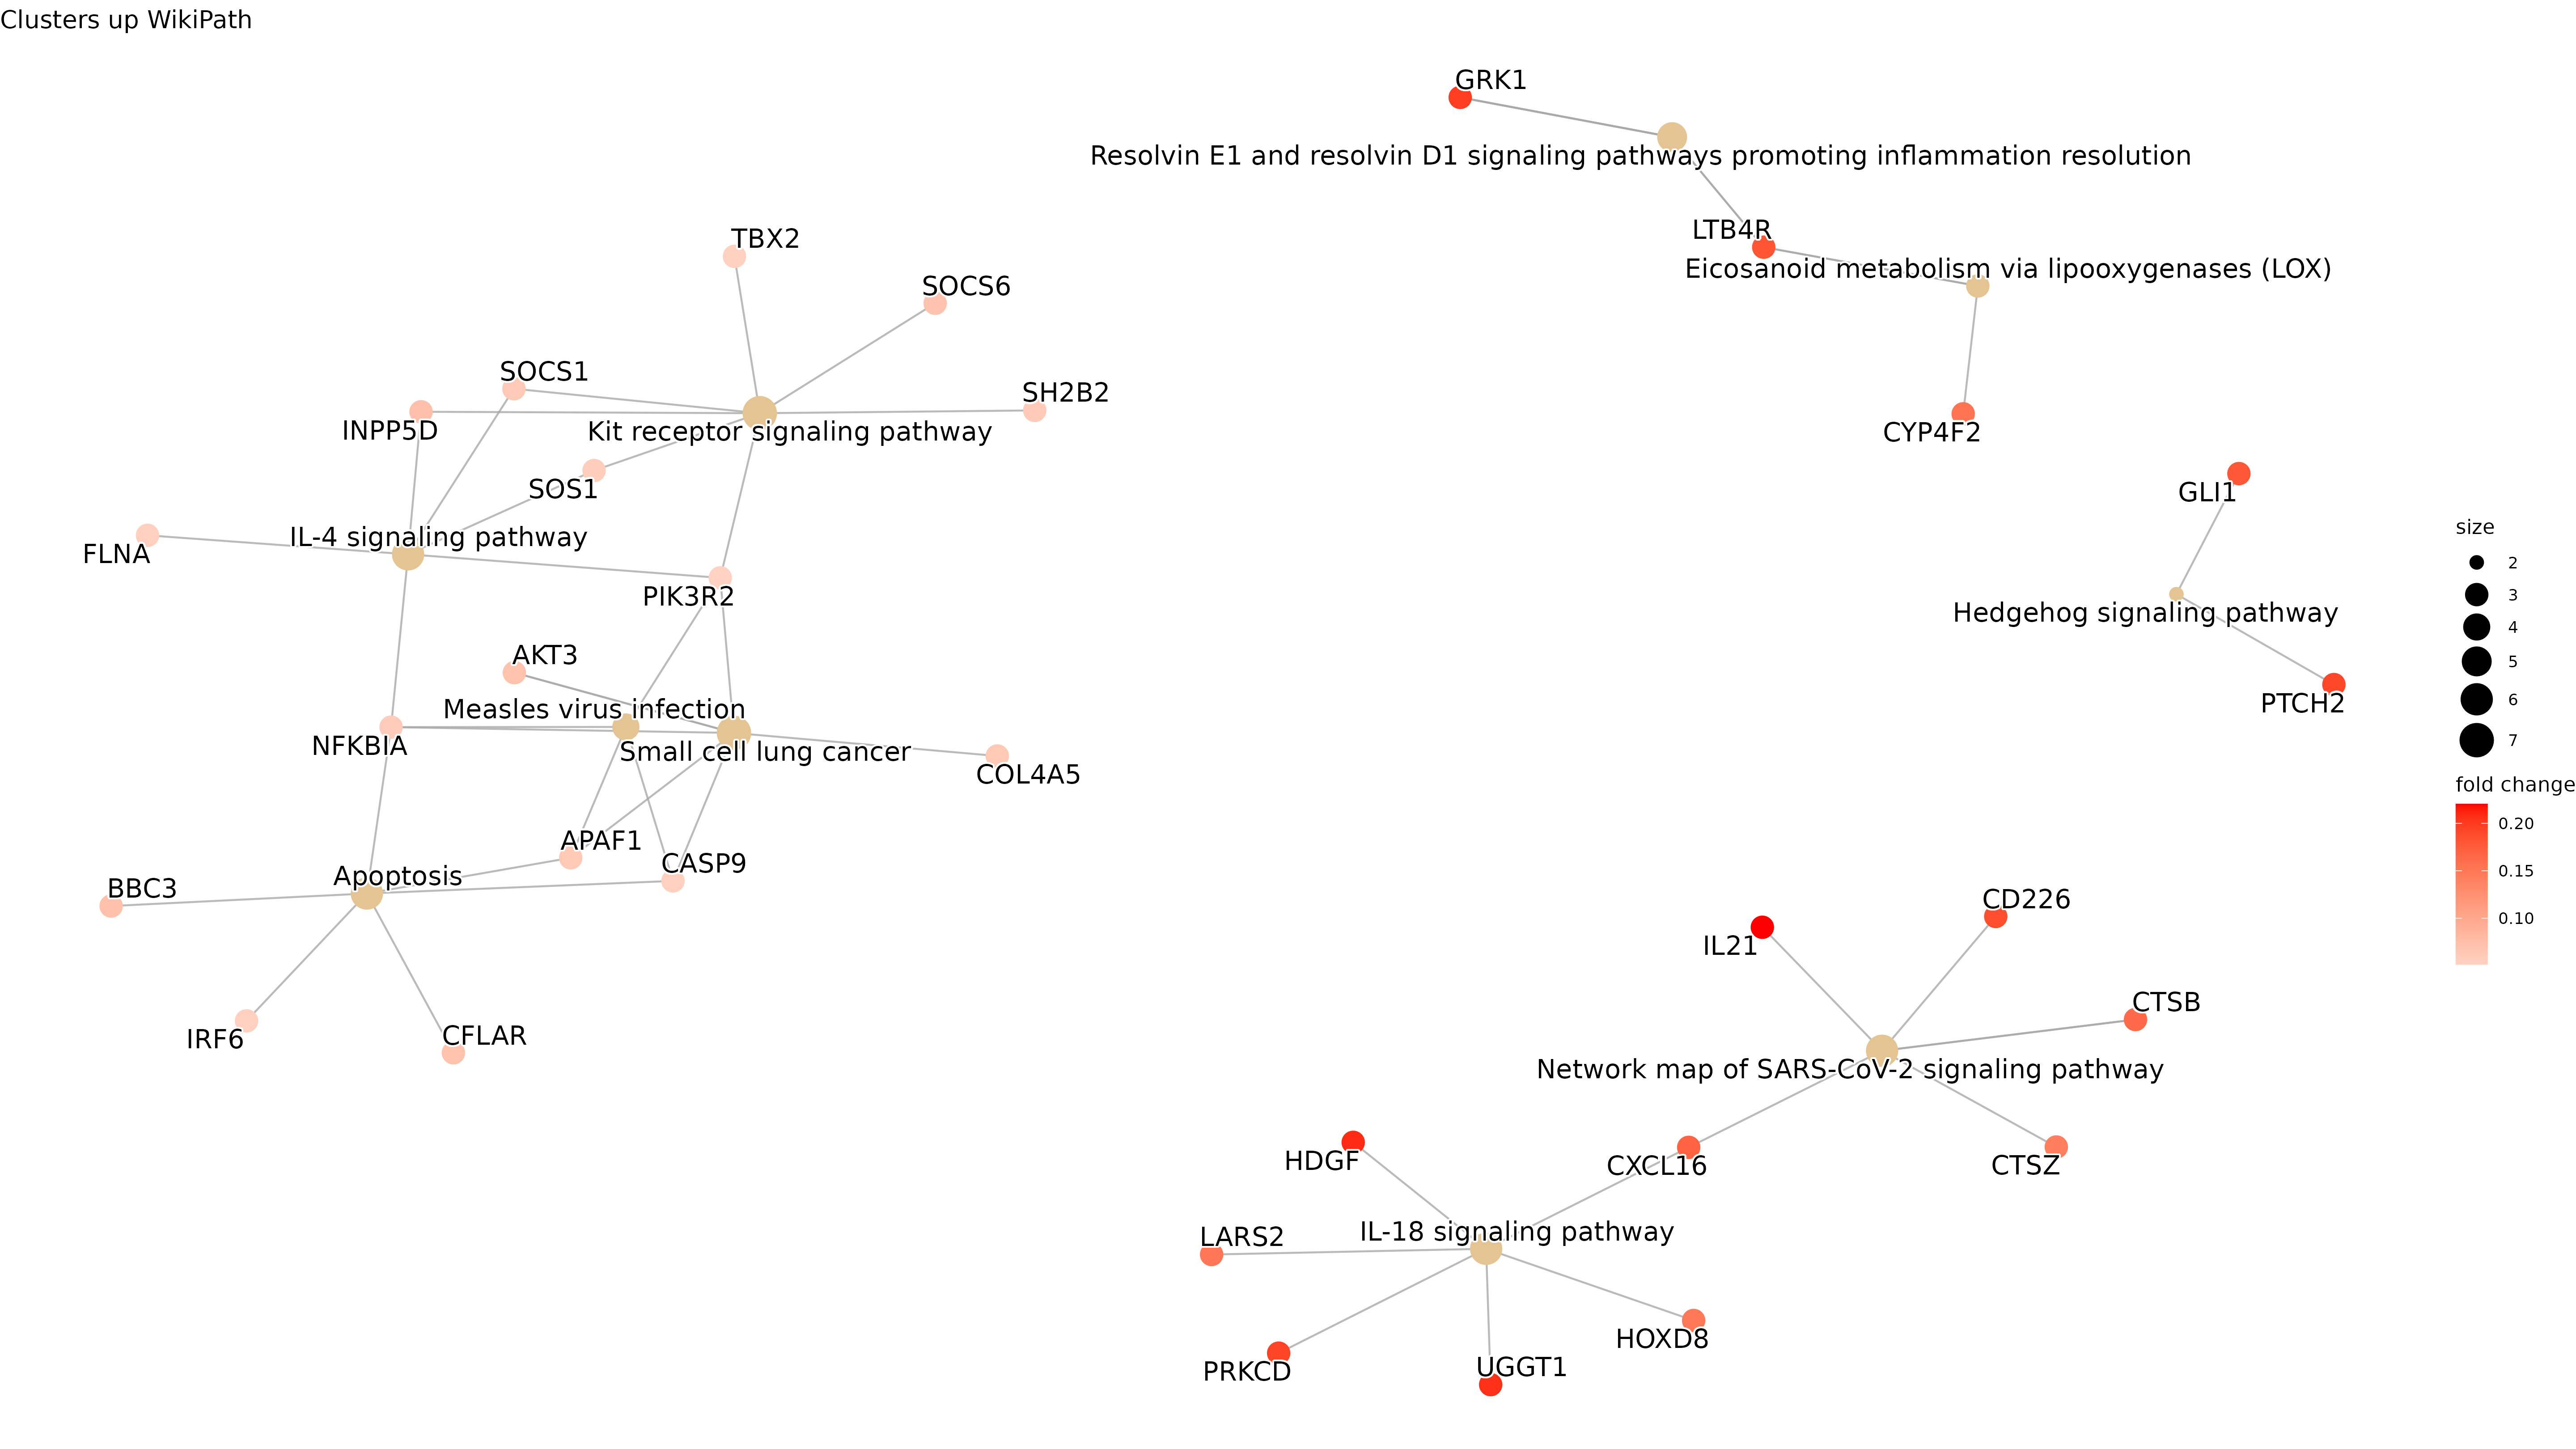 Clusters up WikiPath
GRK1
Resolvin E1 and resolvin D1 signaling pathways promoting inflammation resolution
LTB4R
Eicosanoid metabolism via lipooxygenases (LOX)
CYP4F2
TBX2
SOCS6
SOCS1
SH2B2
INPP5D
Kit receptor signaling pathway
SOS1
IL-4 signaling pathway
FLNA
PIK3R2
AKT3
Measles virus infection
NFKBIA
Small cell lung cancer
COL4A5
APAF1
CASP9
Apoptosis
BBC3
IRF6
CFLAR
GLI1
Hedgehog signaling pathway
PTCH2
CD226
IL21
CTSB
Network map of SARS-CoV-2 signaling pathway
HDGF
CXCL16
CTSZ
LARS2
IL-18 signaling pathway
HOXD8
PRKCD
UGGT1
size
2
3
4
5
6
7
fold change
0.20
0.15
0.10